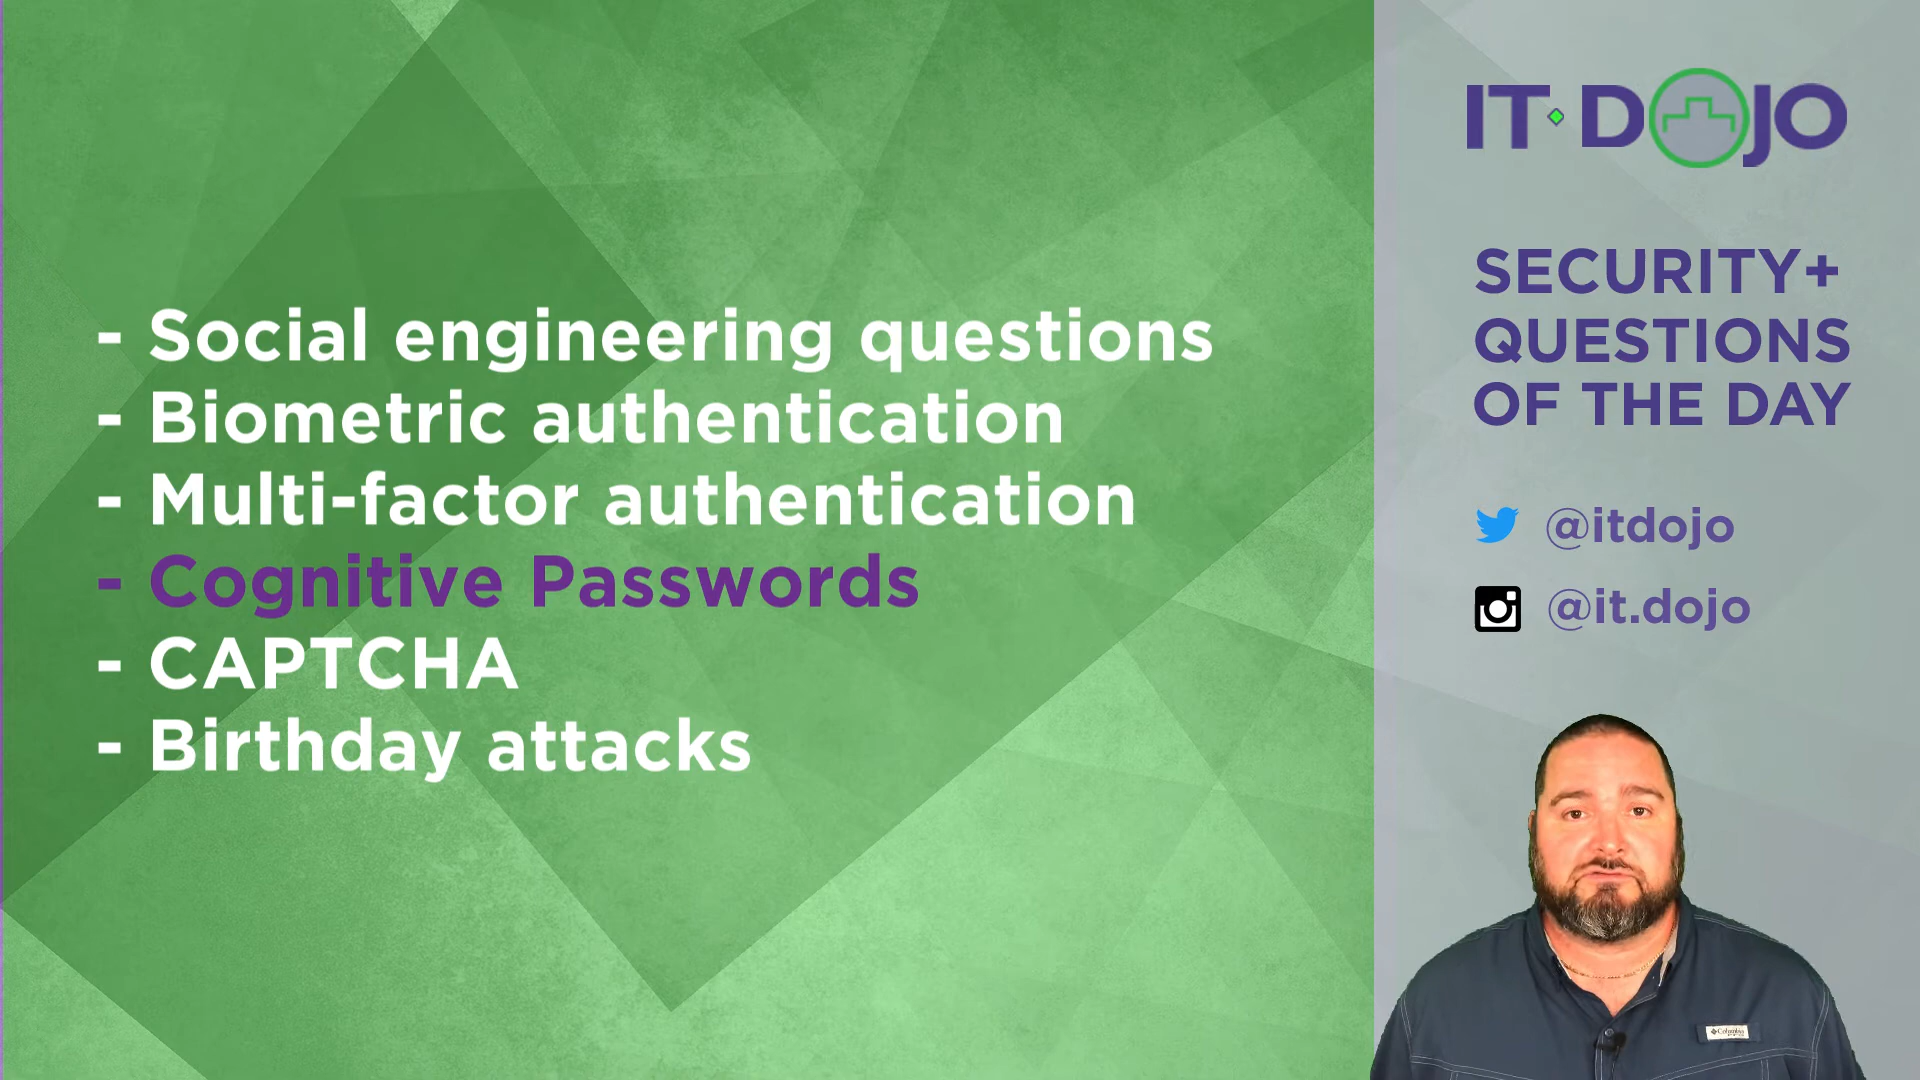 - Social engineering questions
- Biometric authentication
- Multi-factor authentication
- Cognitive Passwords
- CAPTCHA
- Birthday attacks
IT DOJO
SECURITY+
QUESTIONS
OF THE DAY
@itdojo
@it.dojo
Columbia